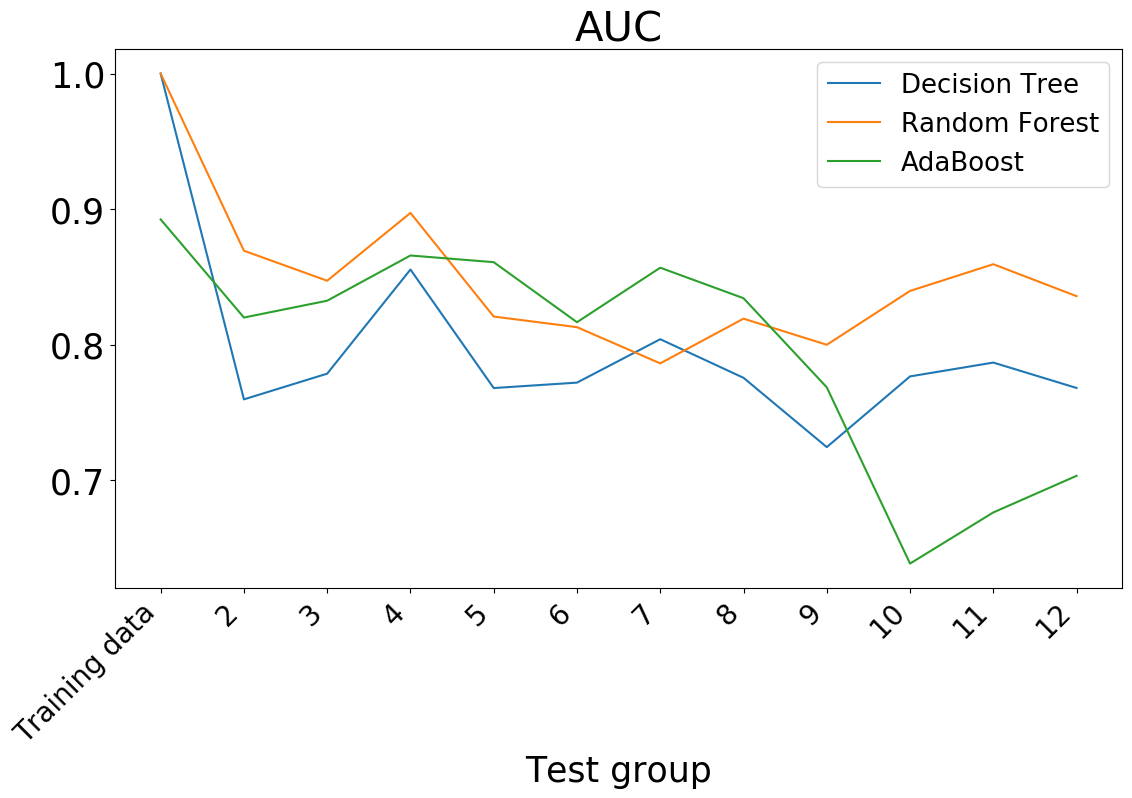 AUC
1.0
0.9
0.8
0.7
Decision Tree
Random Forest
AdaBoost
Training data
2
3
4
5
6
7
8
9
10
11
12
Test group